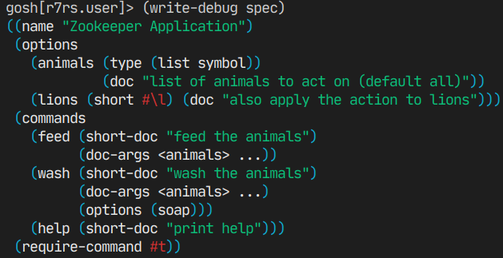 gosh[r7rs.user]> (write-debug spec)
((name "Zookeeper Application")
 (options
   (animals (type (list symbol))
            (doc "list of animals to act on (default all)"))
   (lions (short #\l) (doc "also apply the action to lions")))
 (commands
   (feed (short-doc "feed the animals")
         (doc-args <animals> ...))
   (wash (short-doc "wash the animals")
         (doc-args <animals> ...)
         (options (soap)))
   (help (short-doc "print help")))
 (require-command #t))